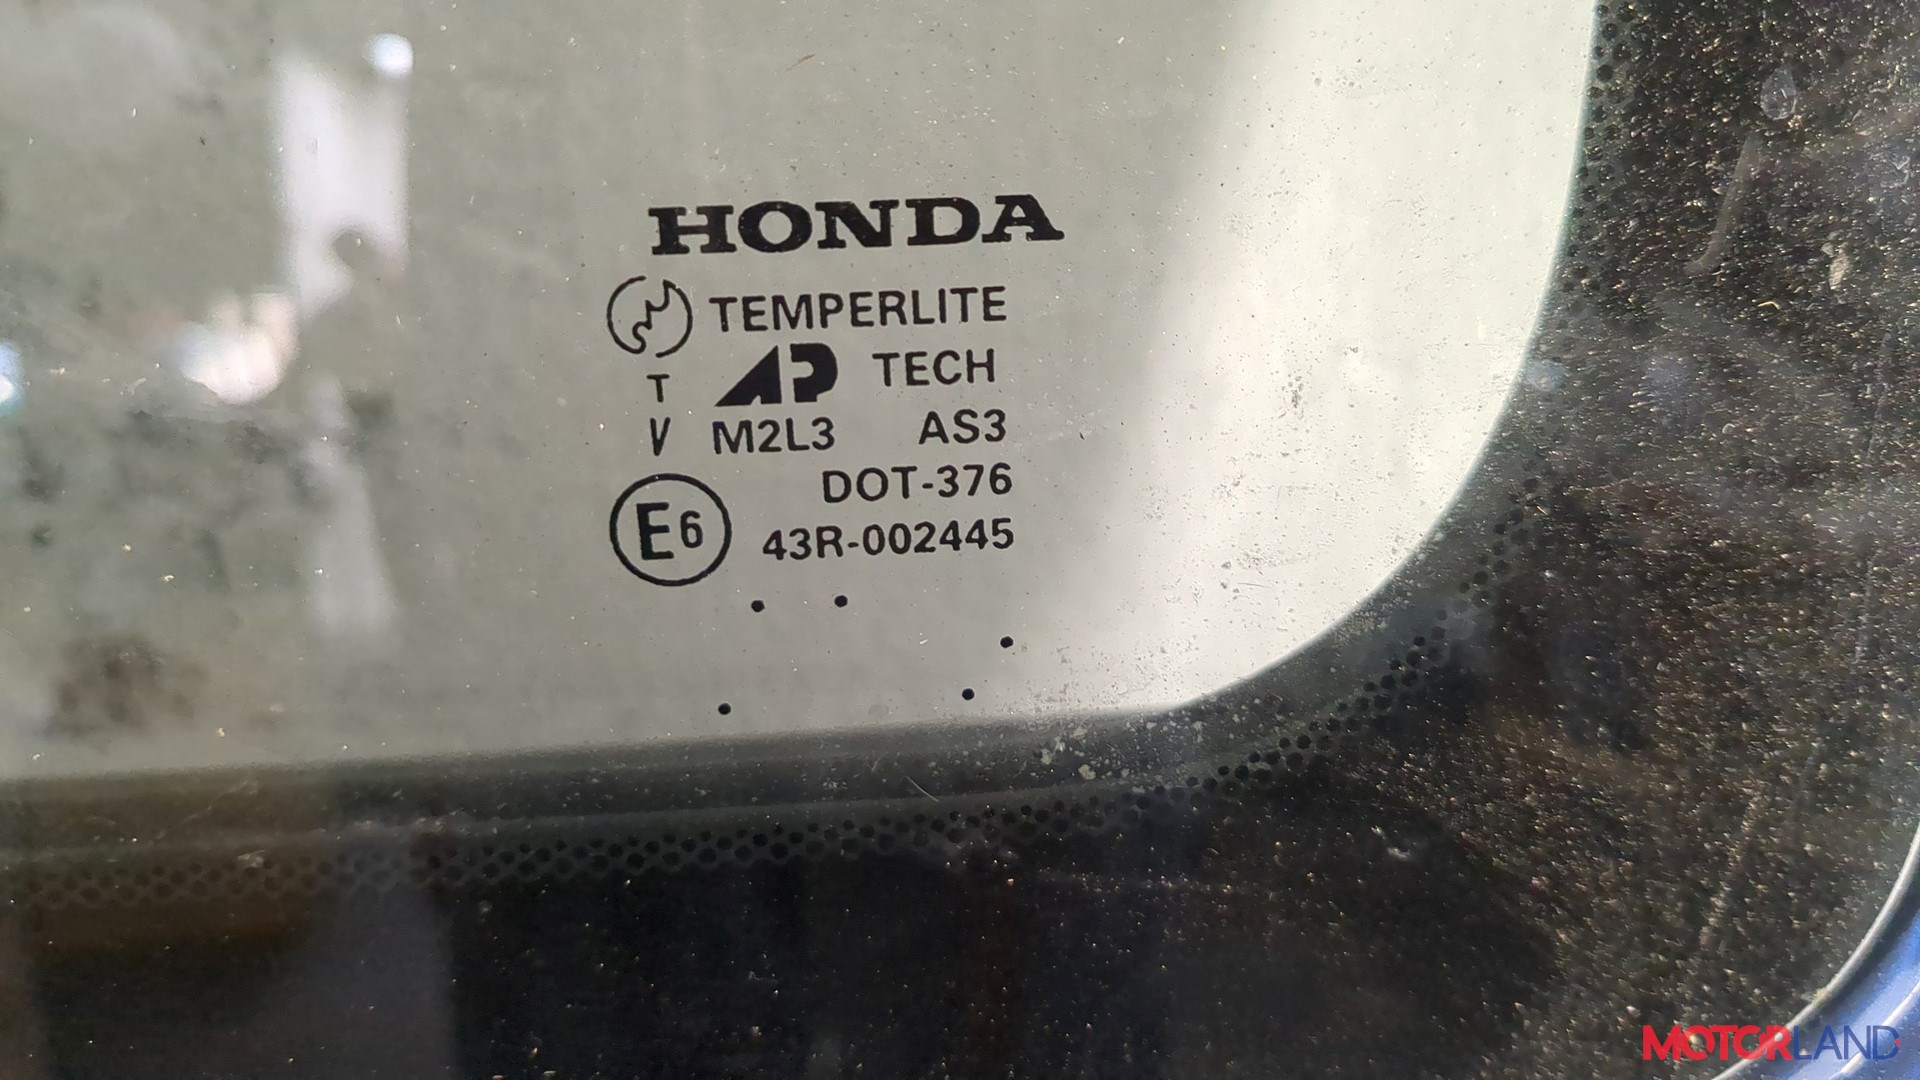 HONDA
TEMPERLITE
T AP TECH
V M2L3 AS3
DOT-376
E6 43R-002445
MOTORLAND